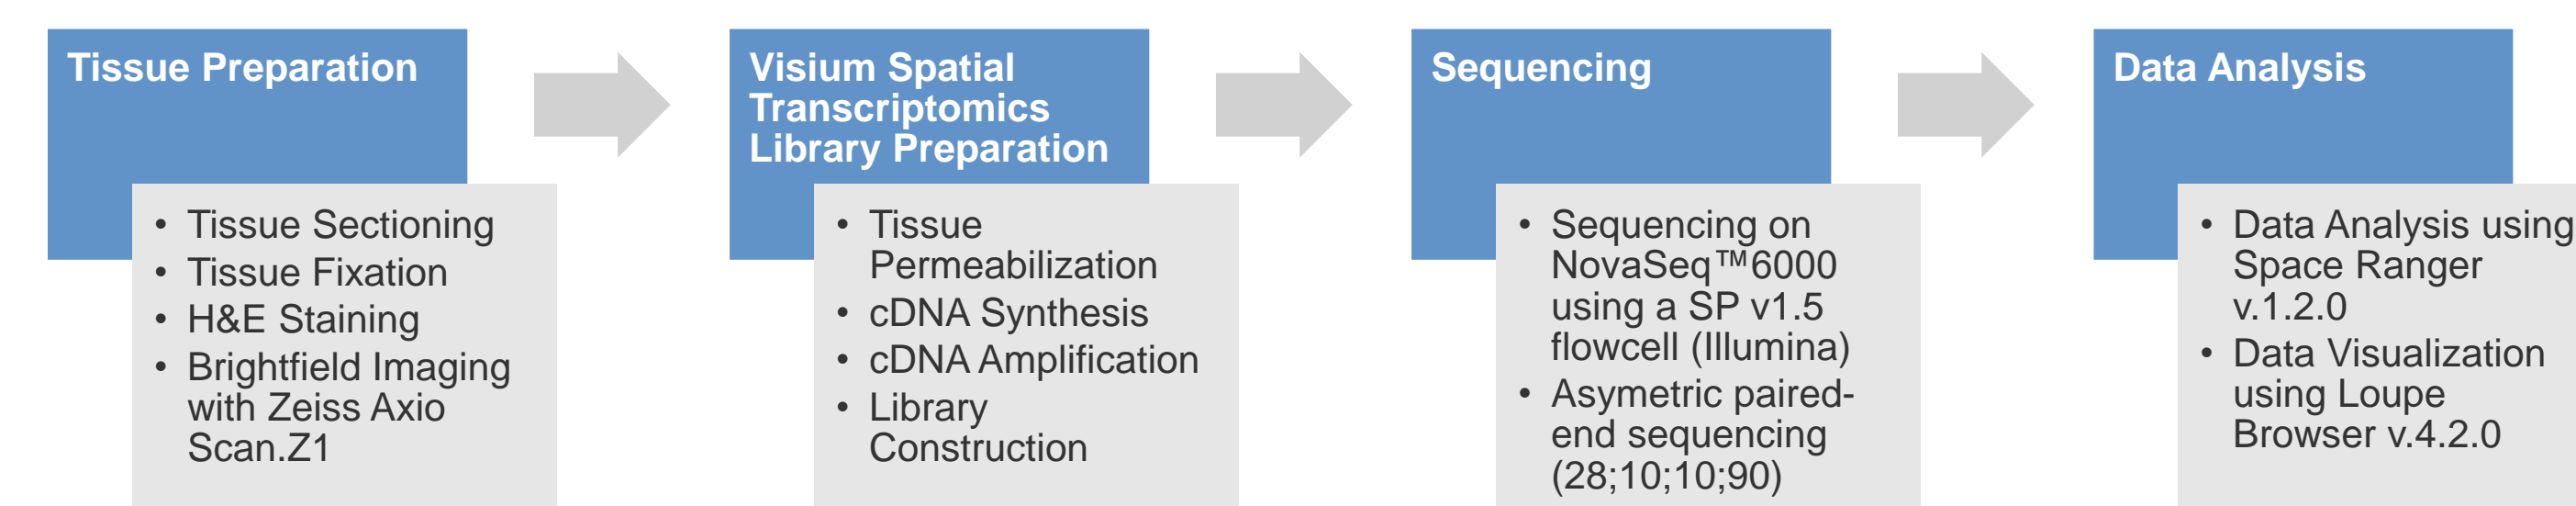 Tissue Preparation
• Tissue Sectioning
• Tissue Fixation
• H&E Staining
• Brightfield Imaging
with Zeiss Axio
Scan.Z1
Visium Spatial
Transcriptomics
Library Preparation
• Tissue
Permeabilization
• cDNA Synthesis
• cDNA Amplification
• Library
Construction
Sequencing
• Sequencing on
NovaSeq™6000
using a SP v1.5
flowcell (Illumina)
• Asymetric paired-
end sequencing
(28;10;10;90)
Data Analysis
• Data Analysis using
Space Ranger
v.1.2.0
• Data Visualization
using Loupe
Browser v.4.2.0